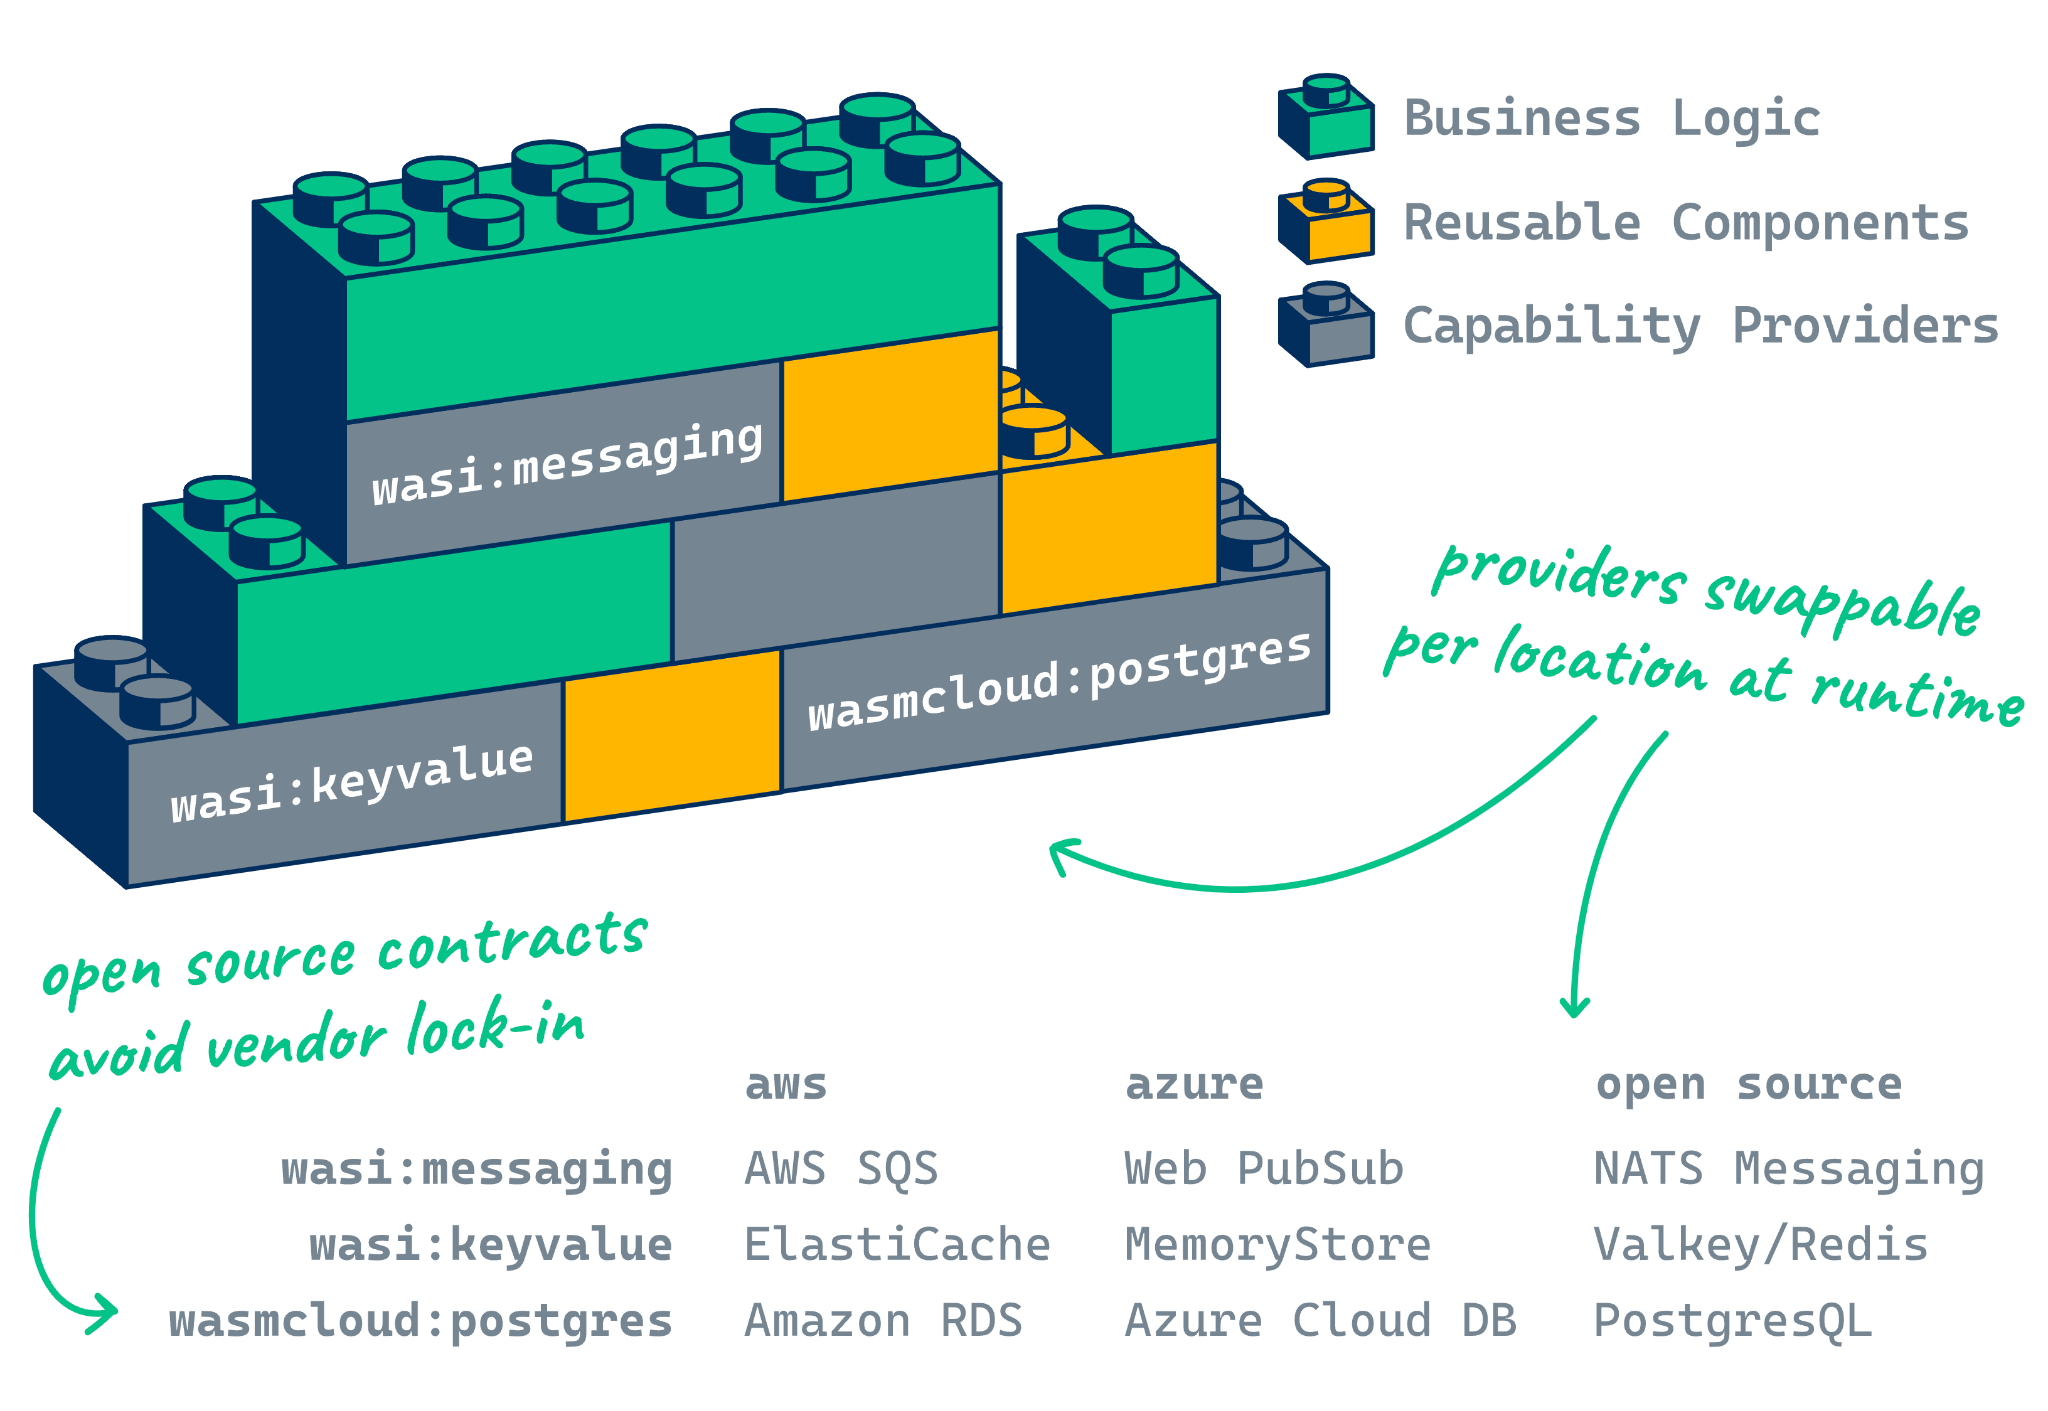 Business Logic
Reusable Components
Capability Providers
wasi:messaging
wasmcloud:postgres
wasi:keyvalue
providers swappable
per location at runtime
open source contracts
avoid vendor lock-in
aws azure open source
wasi:messaging AWS SQS Web PubSub NATS Messaging
wasi:keyvalue ElastiCache MemoryStore Valkey/Redis
wasmcloud:postgres Amazon RDS Azure Cloud DB PostgresQL